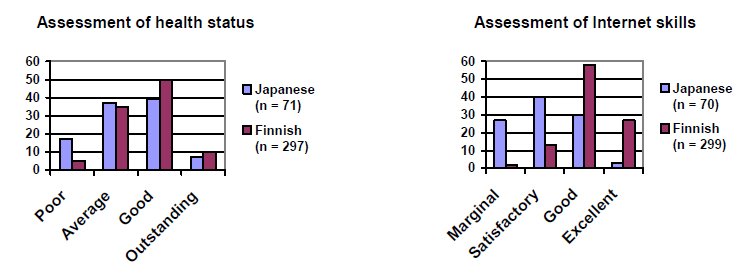 Assessment of health status
60
50
40
30
20
10
0
Poor
Average
Good
Outstanding
Japanese
(n = 71)
Finnish
(n = 297)
Assessment of Internet skills
60
50
40
30
20
10
0
Marginal
Satisfactory
Good
Excellent
Japanese
(n = 70)
Finnish
(n = 299)